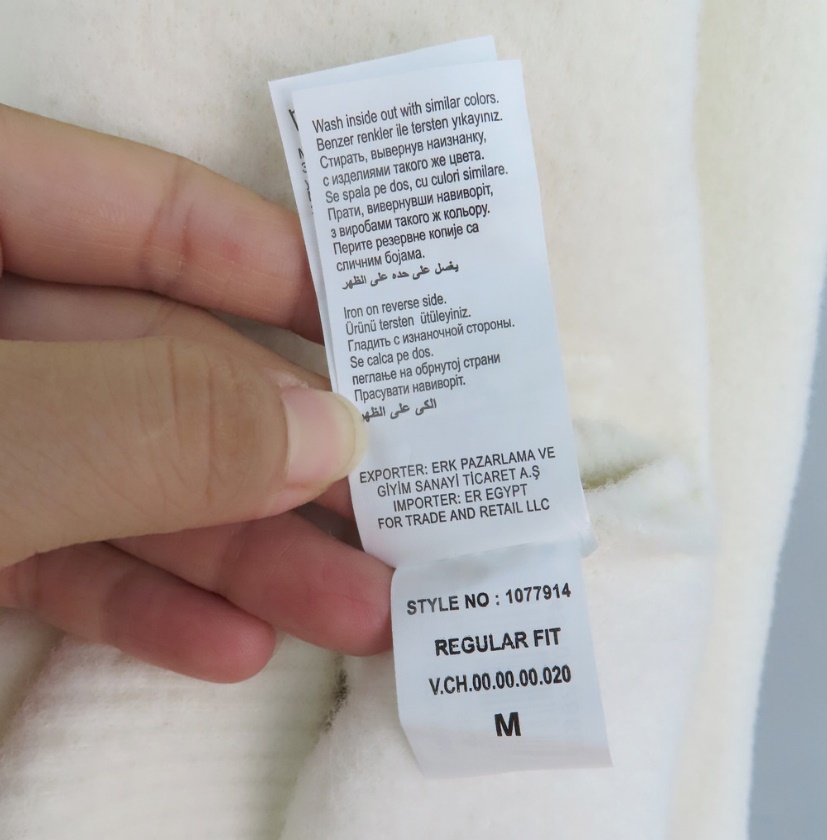 Wash inside out with similar colors.
Benzer renkler ile tersten yıkayınız.
Стирать, вывернув наизнанку,
с изделиями такого же цвета.
Se spala pe dos, cu culori similare.
Прати, вивернувши навиворіт,
з виробами такого ж кольору.
Перите резервне копије са
сличним бојама.
يغسل على حده على الظهر
Iron on reverse side.
Ürünü tersten ütüleyiniz.
Гладить с изнаночной стороны.
Se calca pe dos.
пеглање на обрнутој страни
Прасувати навиворіт.
الكى على الظهر
EXPORTER: ERK PAZARLAMA VE
GİYİM SANAYİ TİCARET A.Ş
IMPORTER: ER EGYPT
FOR TRADE AND RETAIL LLC
STYLE NO : 1077914
REGULAR FIT
V.CH.00.00.00.020
M